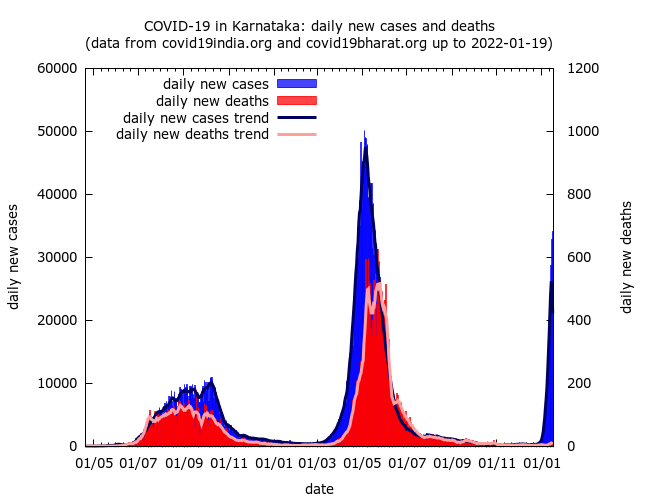 COVID-19 in Karnataka: daily new cases and deaths
(data from covid19india.org and covid19bharat.org up to 2022-01-19)
daily new cases
daily new deaths
daily new cases trend
daily new deaths trend
60000
50000
40000
30000
20000
10000
0
daily new cases
1200
1000
800
600
400
200
0
daily new deaths
01/05 01/07 01/09 01/11 01/01 01/03 01/05 01/07 01/09 01/11 01/01
date